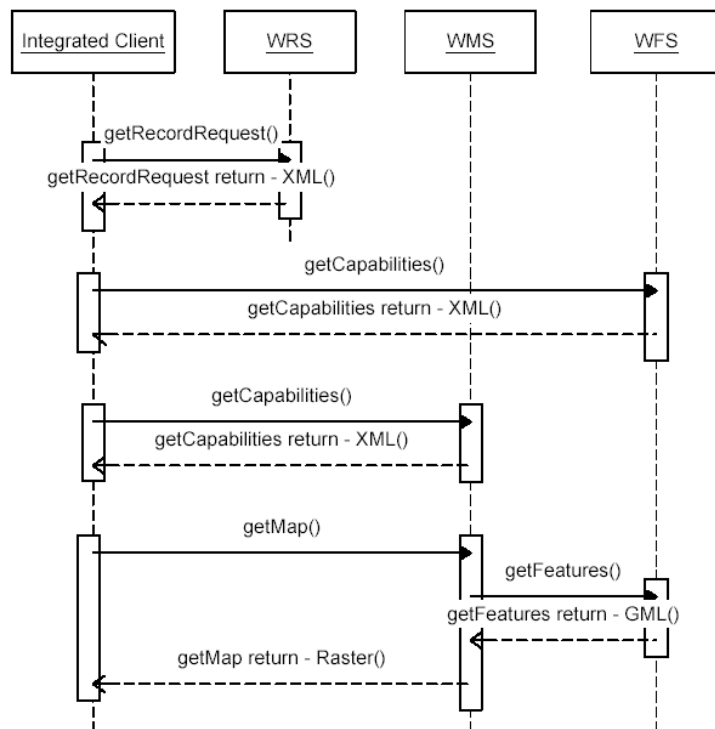 Integrated Client
WRS
WMS
WFS
getRecordRequest()
getRecordRequest return - XML()
getCapabilities()
getCapabilities return - XML()
getCapabilities()
getCapabilities return - XML()
getMap()
getFeatures()
getFeatures return - GML()
getMap return - Raster()